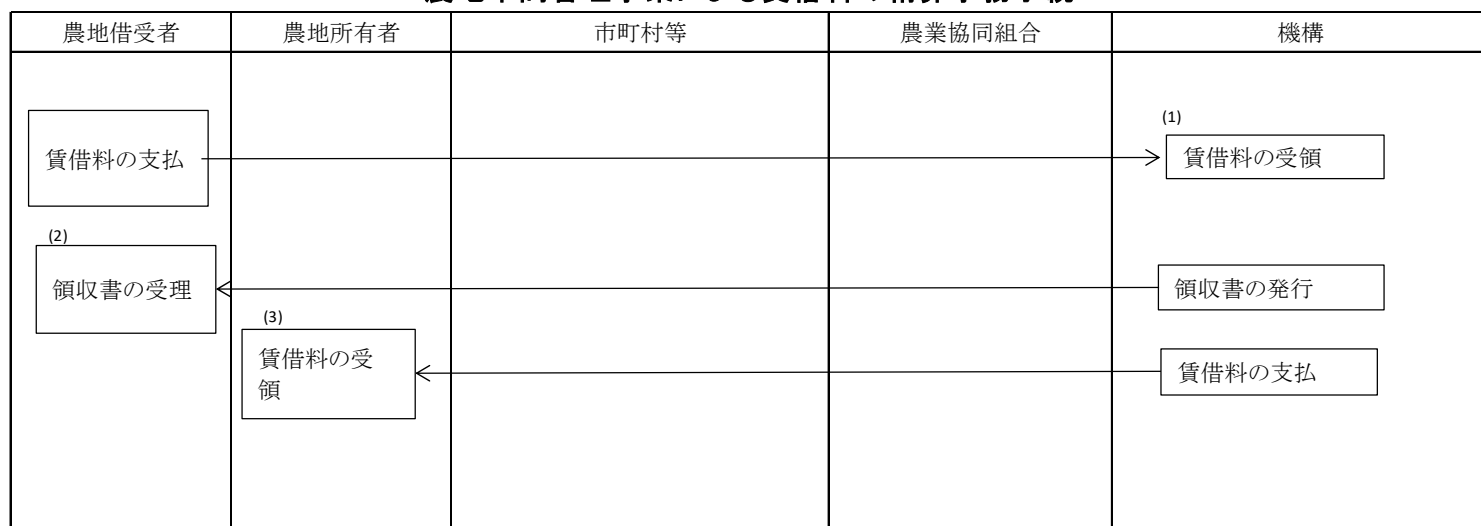 農地借受者
農地所有者
市町村等
農業協同組合
機構
(1)
賃借料の支払
賃借料の受領
(2)
領収書の受理
領収書の発行
(3)
賃借料の受
領
賃借料の支払